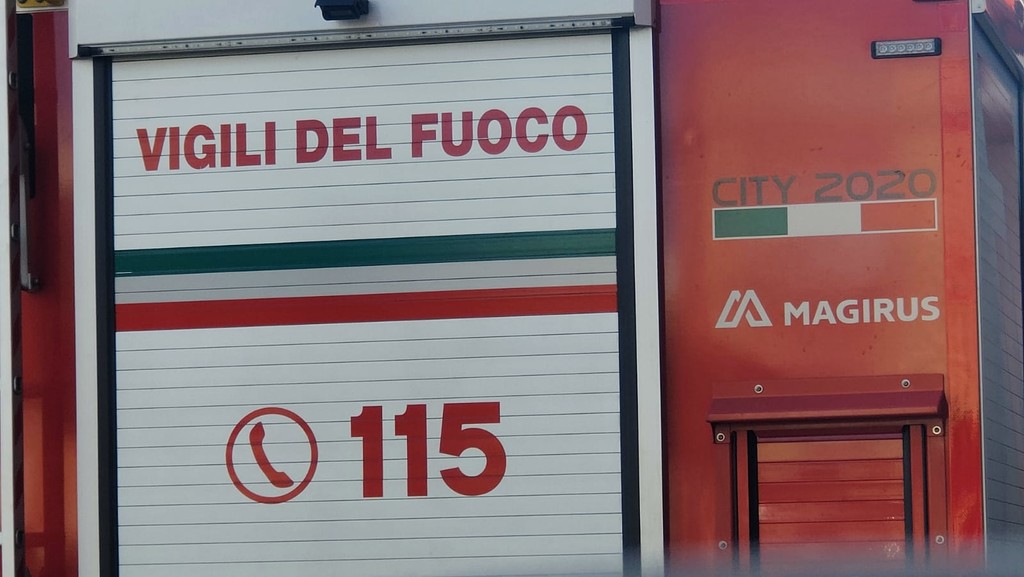 VIGILI DEL FUOCO
115
CITY 2020
MAGIRUS